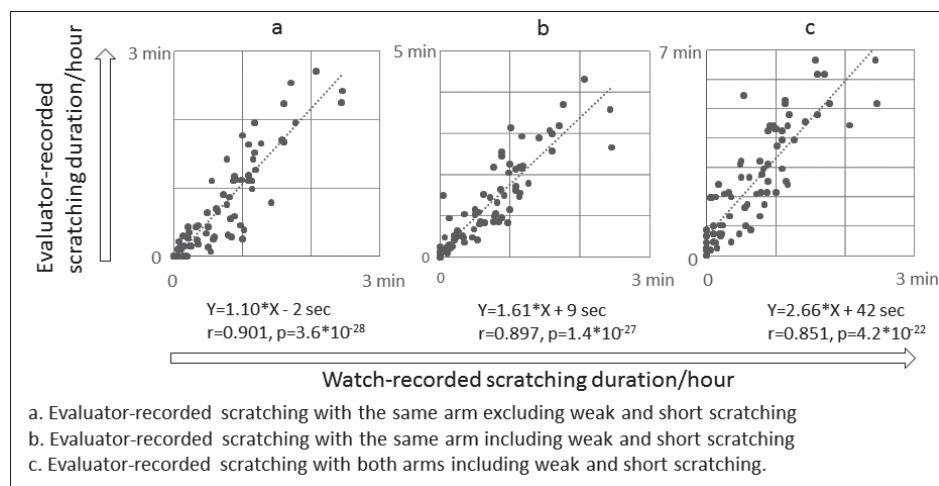 a
b
c
3 min
5 min
7 min
Evaluator-recorded
scratching duration/hour
0
0
0
0
3 min
0
3 min
0
3 min
Y=1.10*X - 2 sec
r=0.901, p=3.6*10-28
Y=1.61*X + 9 sec
r=0.897, p=1.4*10-27
Y=2.66*X + 42 sec
r=0.851, p=4.2*10-22
Watch-recorded scratching duration/hour
a. Evaluator-recorded scratching with the same arm excluding weak and short scratching
b. Evaluator-recorded scratching with the same arm including weak and short scratching
c. Evaluator-recorded scratching with both arms including weak and short scratching.